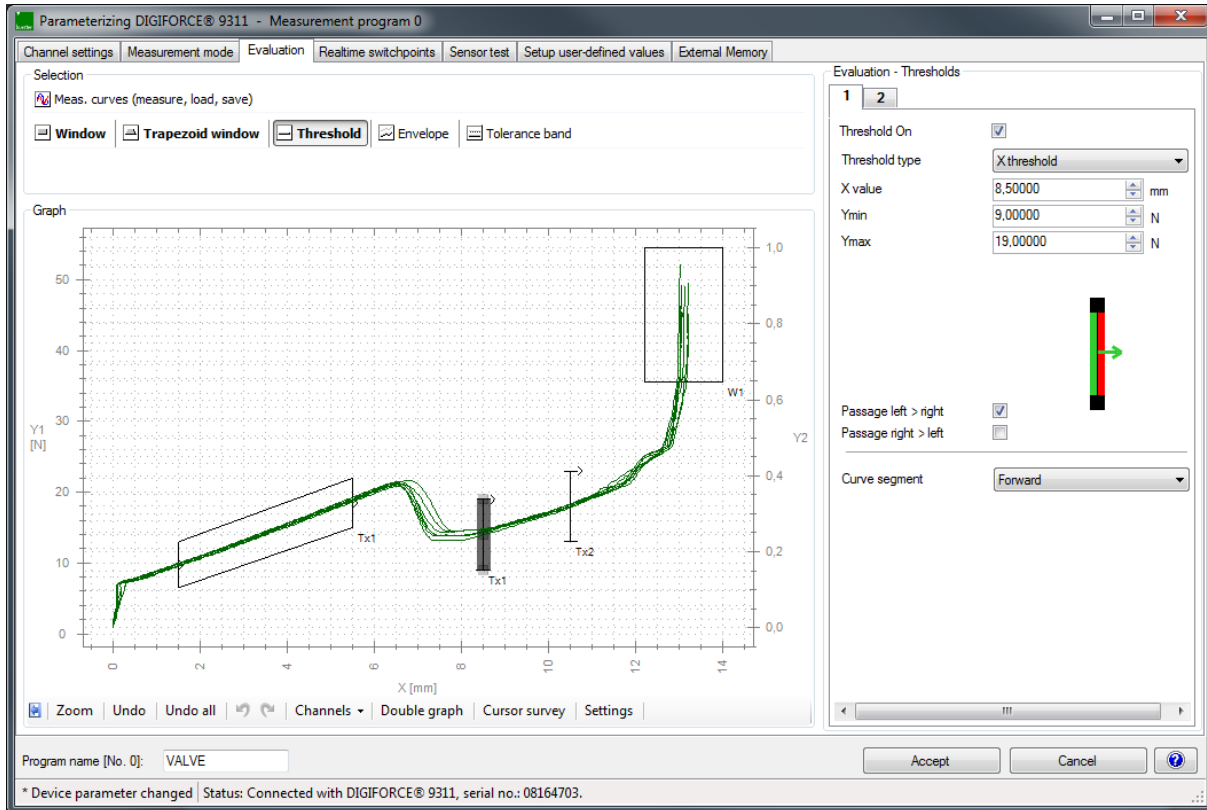 Parameterizing DIGIFORCE® 9311 - Measurement program 0
Channel settings Measurement mode Evaluation Realtime switchpoints Sensor test Setup user-defined values External Memory
Selection
Meas. curves (measure, load, save)
Window Trapezoid window Threshold Envelope Tolerance band
Graph
50
40
30
20
10
0
Y1
[N]
1,0
0,8
0,6
0,4
0,2
0,0
Y2
W1
Tx1
Tx2
Tx1
0 2 4 6 8 10 12 14
X [mm]
Zoom Undo Undo all Channels Double graph Cursor survey Settings
Evaluation - Thresholds
1 2
Threshold On
Threshold type X threshold
X value 8,50000 mm
Ymin 9,00000 N
Ymax 19,00000 N
Passage left > right
Passage right > left
Curve segment Forward
Program name [No. 0]: VALVE
Accept Cancel
* Device parameter changed Status: Connected with DIGIFORCE® 9311, serial no.: 08164703.